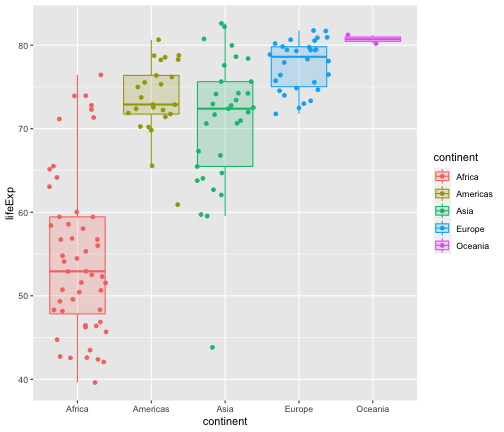 80
70
60
50
40
lifeExp
Africa
Americas
Asia
Europe
Oceania
continent
continent
Africa
Americas
Asia
Europe
Oceania